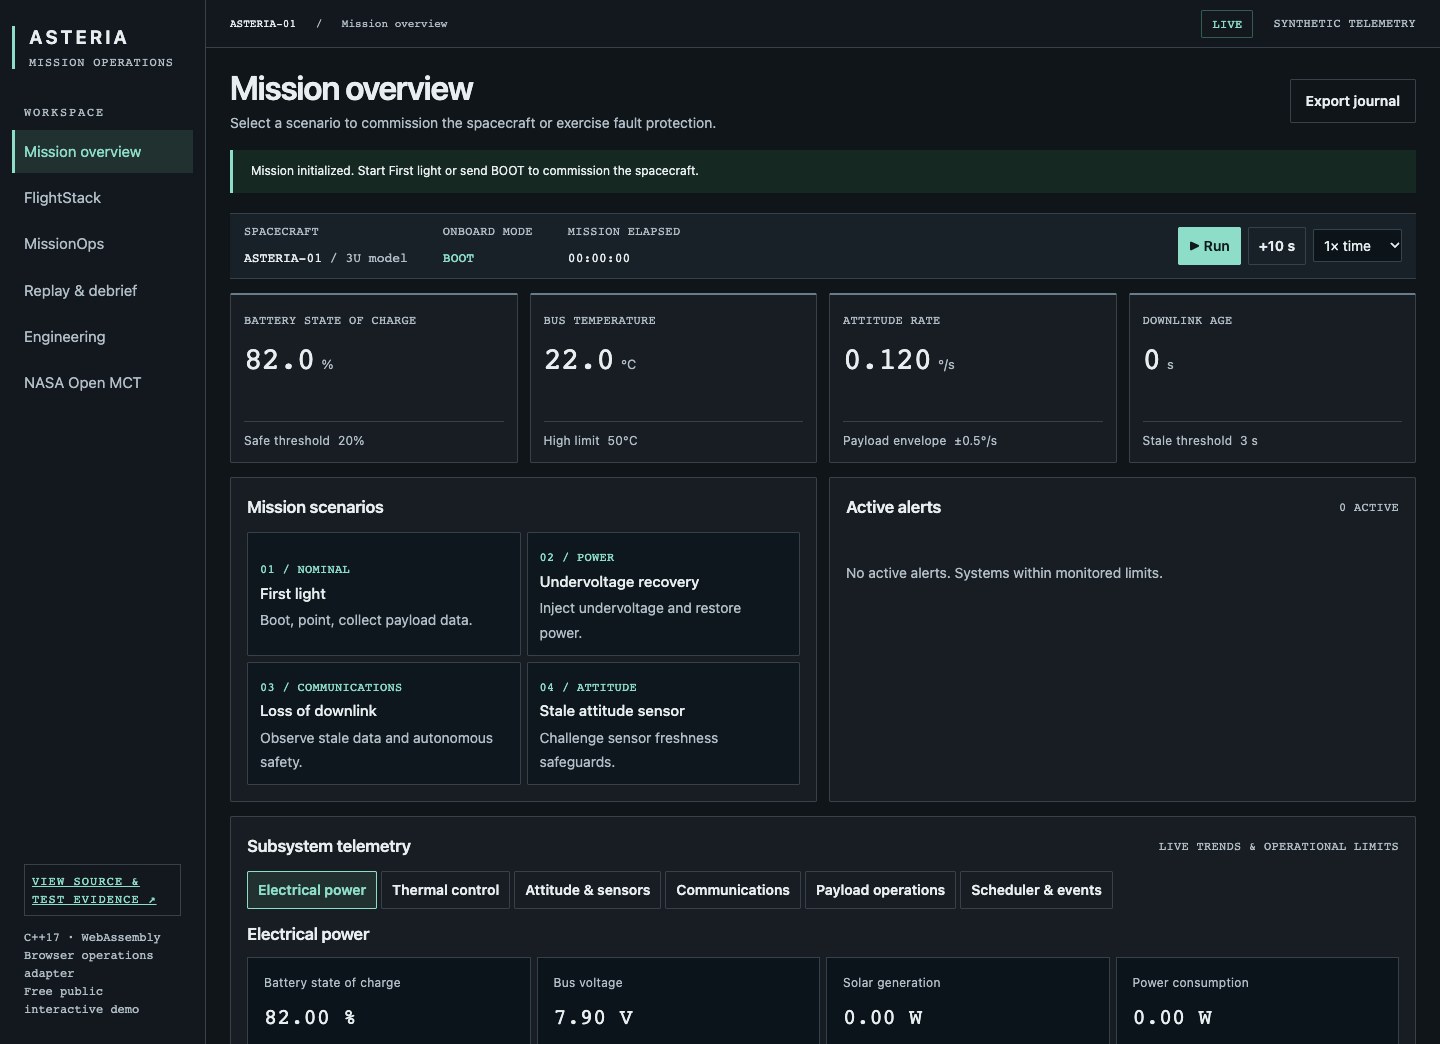 ASTERIA
MISSION OPERATIONS
WORKSPACE
Mission overview
FlightStack
MissionOps
Replay & debrief
Engineering
NASA Open MCT
VIEW SOURCE &
TEST EVIDENCE ↗
C++17 · WebAssembly
Browser operations
adapter
Free public
interactive demo
ASTERIA-01 / Mission overview
LIVE SYNTHETIC TELEMETRY
Mission overview
Select a scenario to commission the spacecraft or exercise fault protection.
Export journal
Mission initialized. Start First light or send BOOT to commission the spacecraft.
SPACECRAFT ONBOARD MODE MISSION ELAPSED
ASTERIA-01 / 3U model BOOT 00:00:00
▶ Run +10 s 1× time
BATTERY STATE OF CHARGE
82.0 %
Safe threshold 20%
BUS TEMPERATURE
22.0 °C
High limit 50°C
ATTITUDE RATE
0.120 °/s
Payload envelope ±0.5°/s
DOWNLINK AGE
0 s
Stale threshold 3 s
Mission scenarios
01 / NOMINAL
First light
Boot, point, collect payload data.
02 / POWER
Undervoltage recovery
Inject undervoltage and restore
power.
03 / COMMUNICATIONS
Loss of downlink
Observe stale data and autonomous
safety.
04 / ATTITUDE
Stale attitude sensor
Challenge sensor freshness
safeguards.
Active alerts
0 ACTIVE
No active alerts. Systems within monitored limits.
Subsystem telemetry
LIVE TRENDS & OPERATIONAL LIMITS
Electrical power Thermal control Attitude & sensors Communications Payload operations Scheduler & events
Electrical power
Battery state of charge
82.00 %
Bus voltage
7.90 V
Solar generation
0.00 W
Power consumption
0.00 W